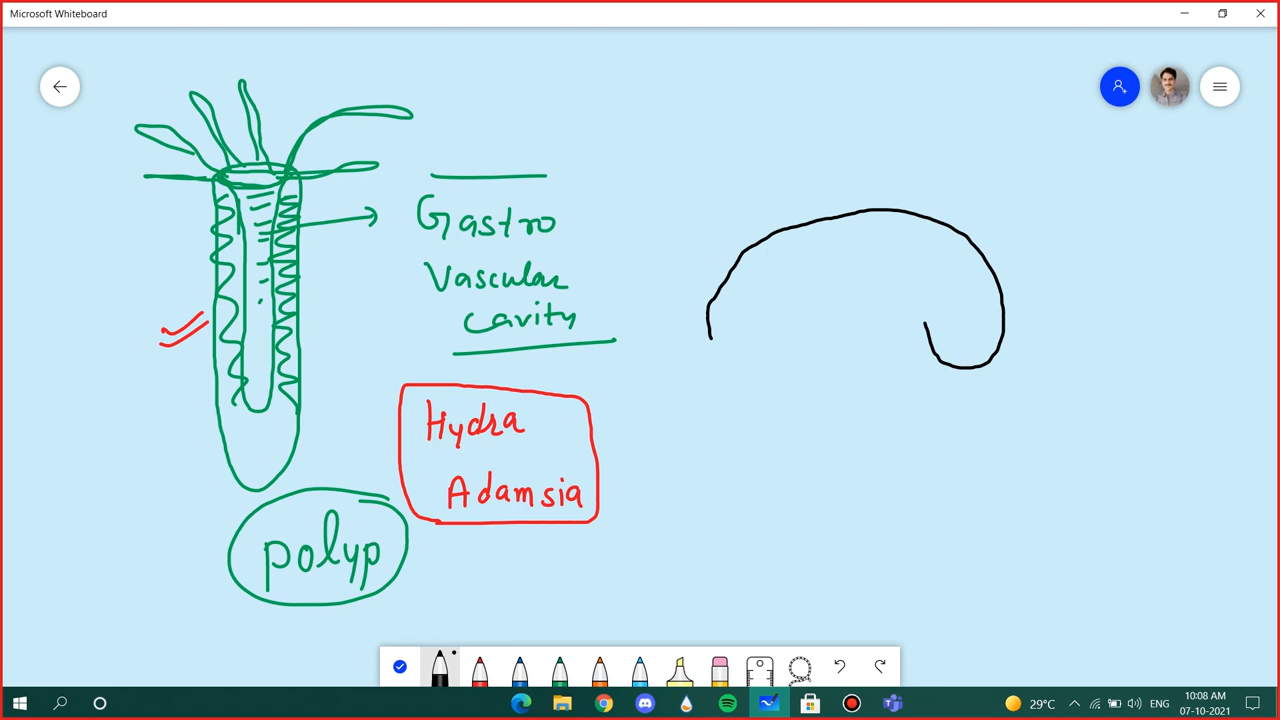 Microsoft Whiteboard
Gastro
Vascular
cavity
Hydra
Adamsia
polyp
29°C
ENG
10:08 AM
07-10-2021